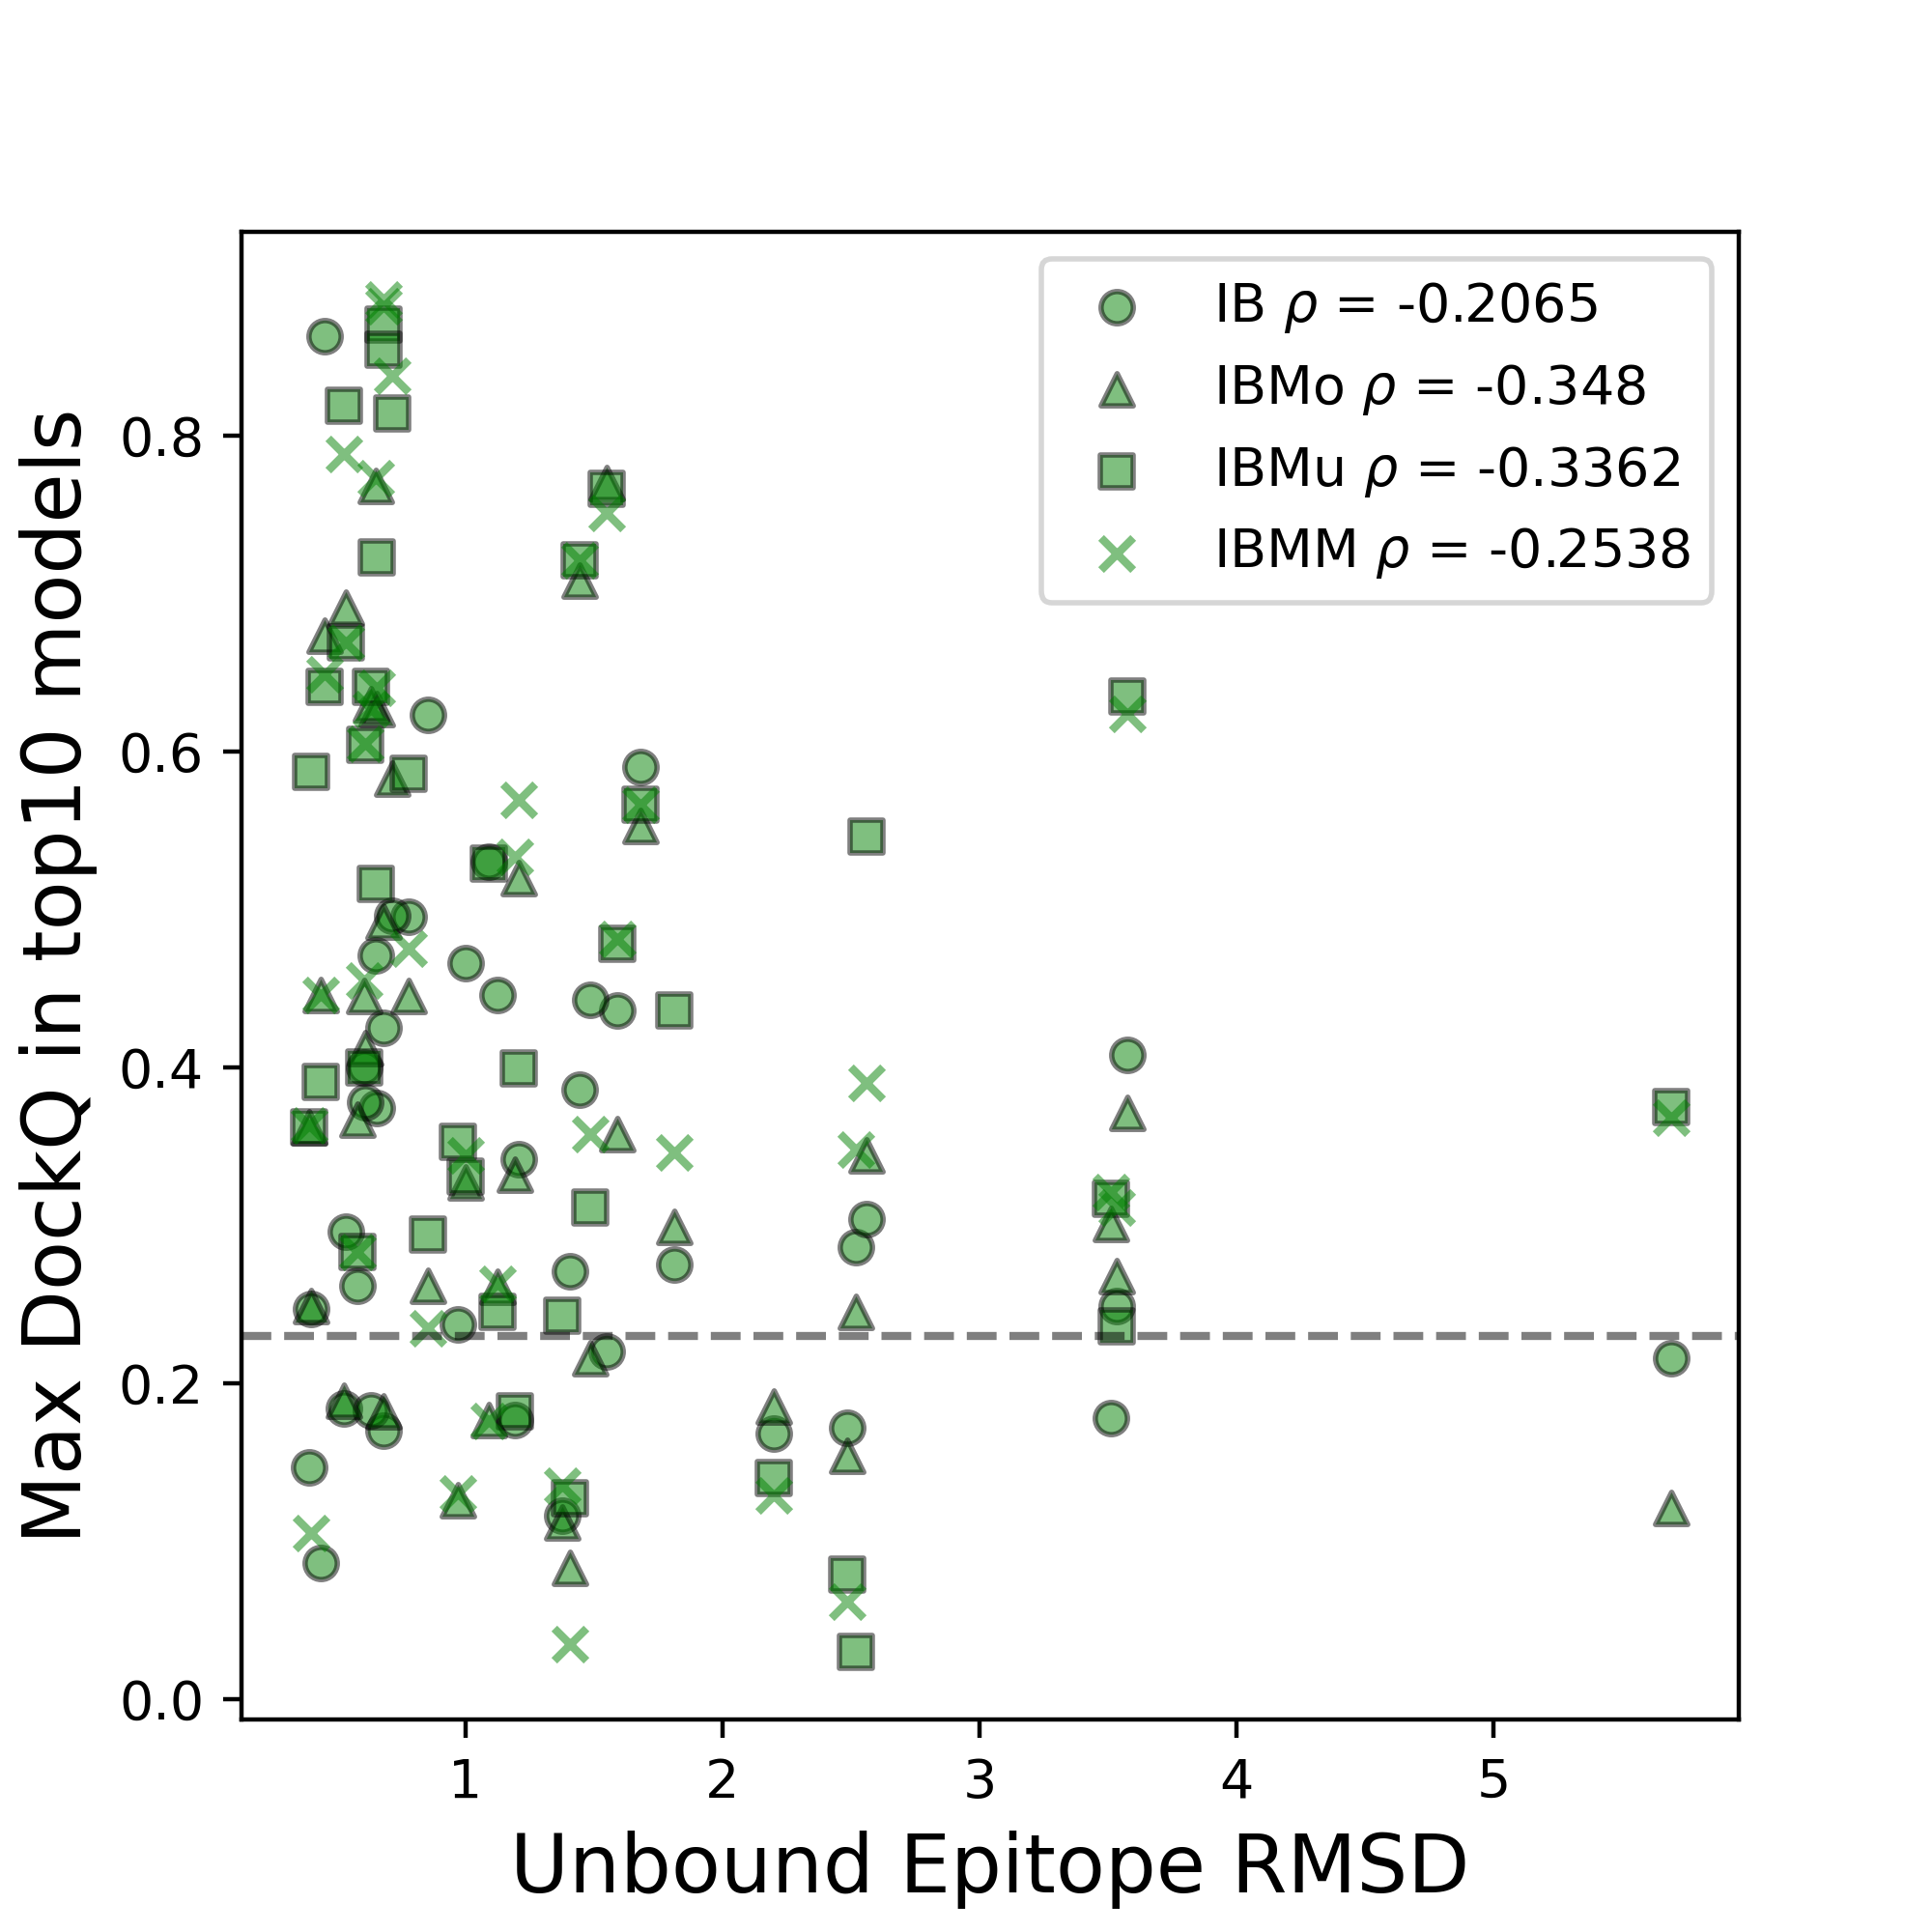 IB ρ = -0.2065
IBMo ρ = -0.348
IBMu ρ = -0.3362
IBMM ρ = -0.2538
Max DockQ in top10 models
0.8
0.6
0.4
0.2
0.0
1 2 3 4 5
Unbound Epitope RMSD